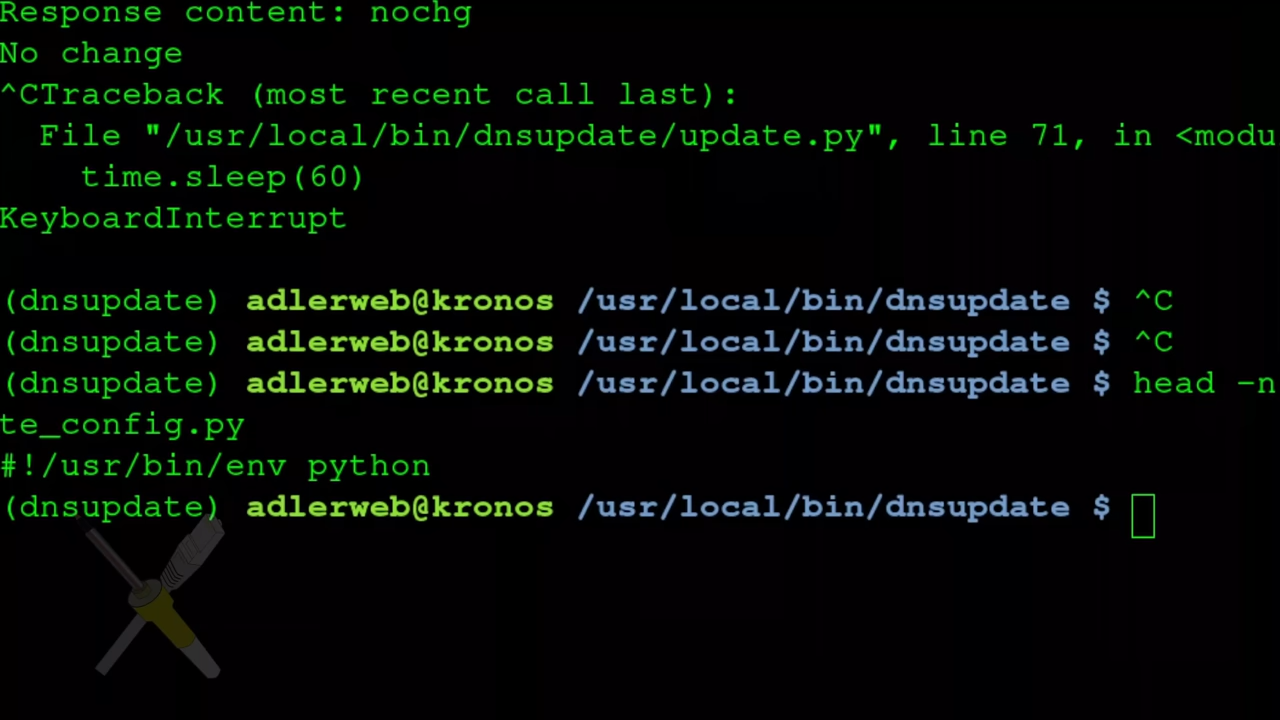 Response content: nochg
No change
^CTraceback (most recent call last):
  File "/usr/local/bin/dnsupdate/update.py", line 71, in <modu
    time.sleep(60)
KeyboardInterrupt
(dnsupdate) adlerweb@kronos /usr/local/bin/dnsupdate $ ^C
(dnsupdate) adlerweb@kronos /usr/local/bin/dnsupdate $ ^C
(dnsupdate) adlerweb@kronos /usr/local/bin/dnsupdate $ head -n
te_config.py
#!/usr/bin/env python
(dnsupdate) adlerweb@kronos /usr/local/bin/dnsupdate $